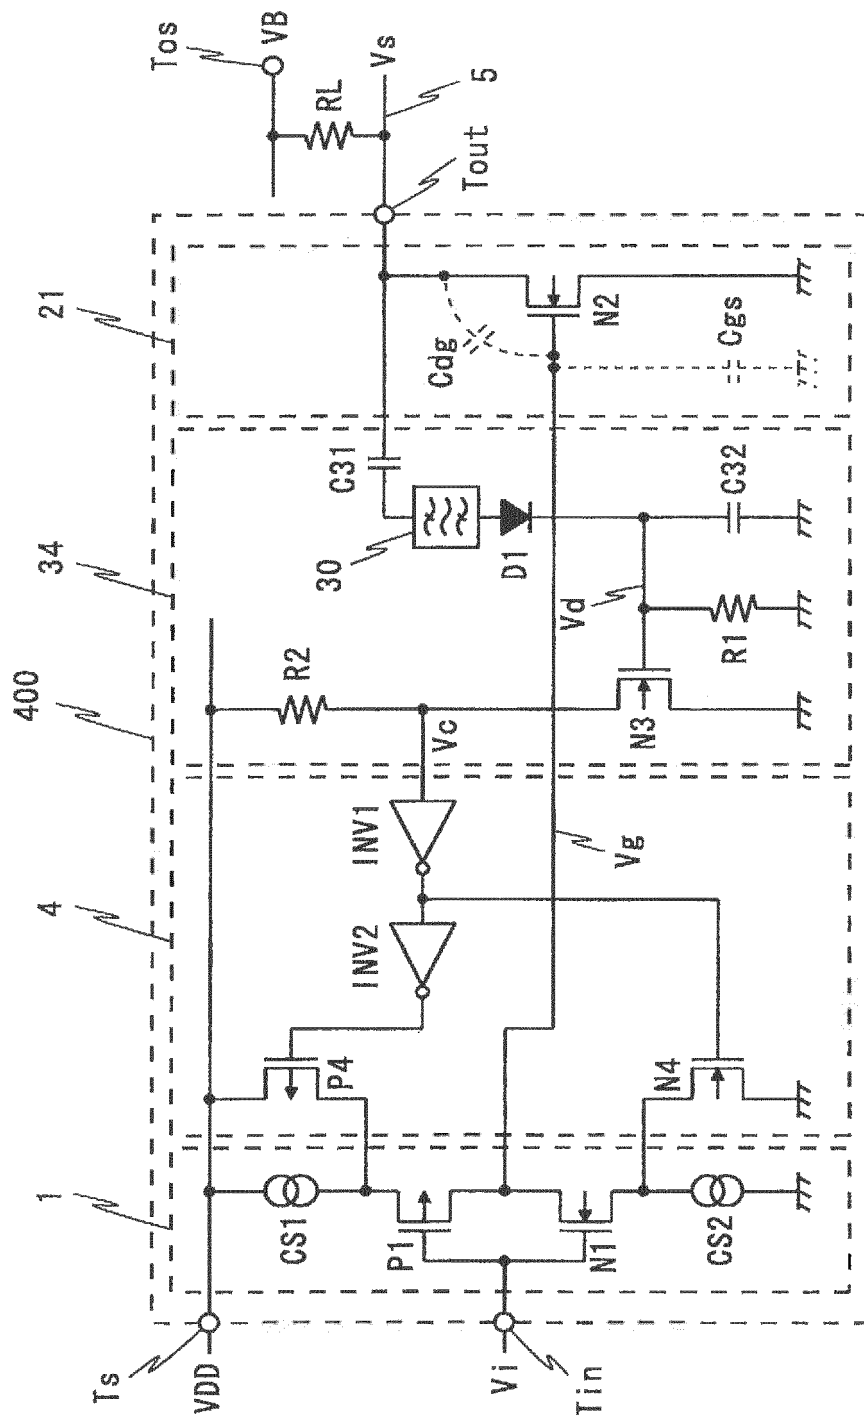 400
1
4
34
21
Tos
VB
Ts
VDD
RL
Vs
5
Tout
CS1
P4
R2
C31
30
INV2
INV1
Vc
D1
Cdg
P1
Vi
Tin
Vg
Vd
N2
N1
N4
N3
R1
C32
Cgs
CS2